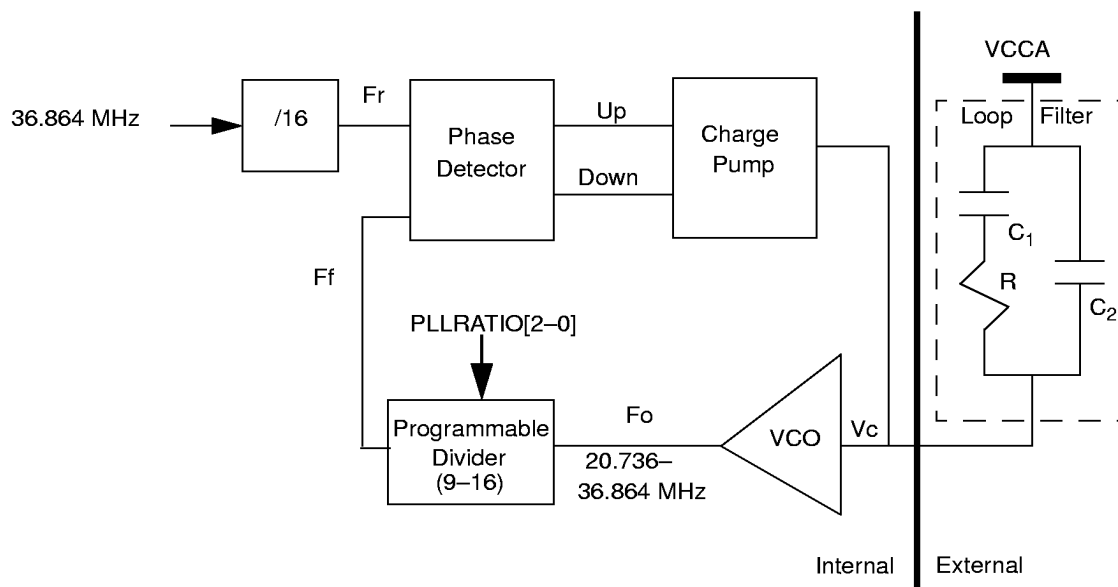 VCCA
Loop Filter
36.864 MHz
/16
Fr
Phase
Detector
Up
Down
Charge
Pump
C1
R
C2
Ff
PLLRATIO[2–0]
Programmable
Divider
(9–16)
Fo
20.736–
36.864 MHz
VCO
Vc
Internal
External